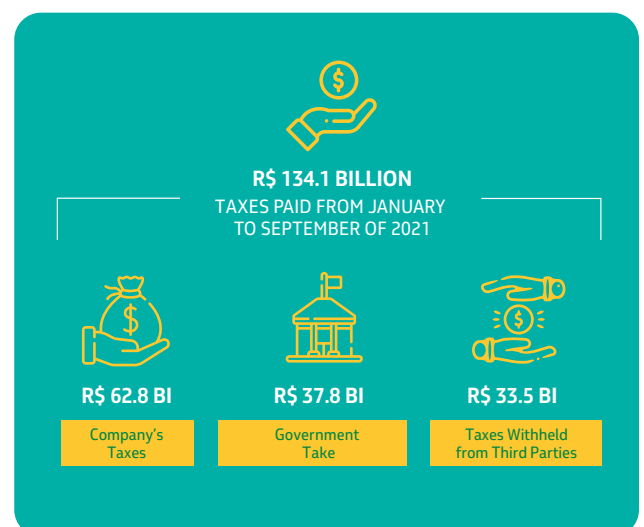 R$ 134.1 BILLION
TAXES PAID FROM JANUARY
TO SEPTEMBER OF 2021
R$ 62.8 BI
Company's
Taxes
R$ 37.8 BI
Government
Take
R$ 33.5 BI
Taxes Withheld
from Third Parties